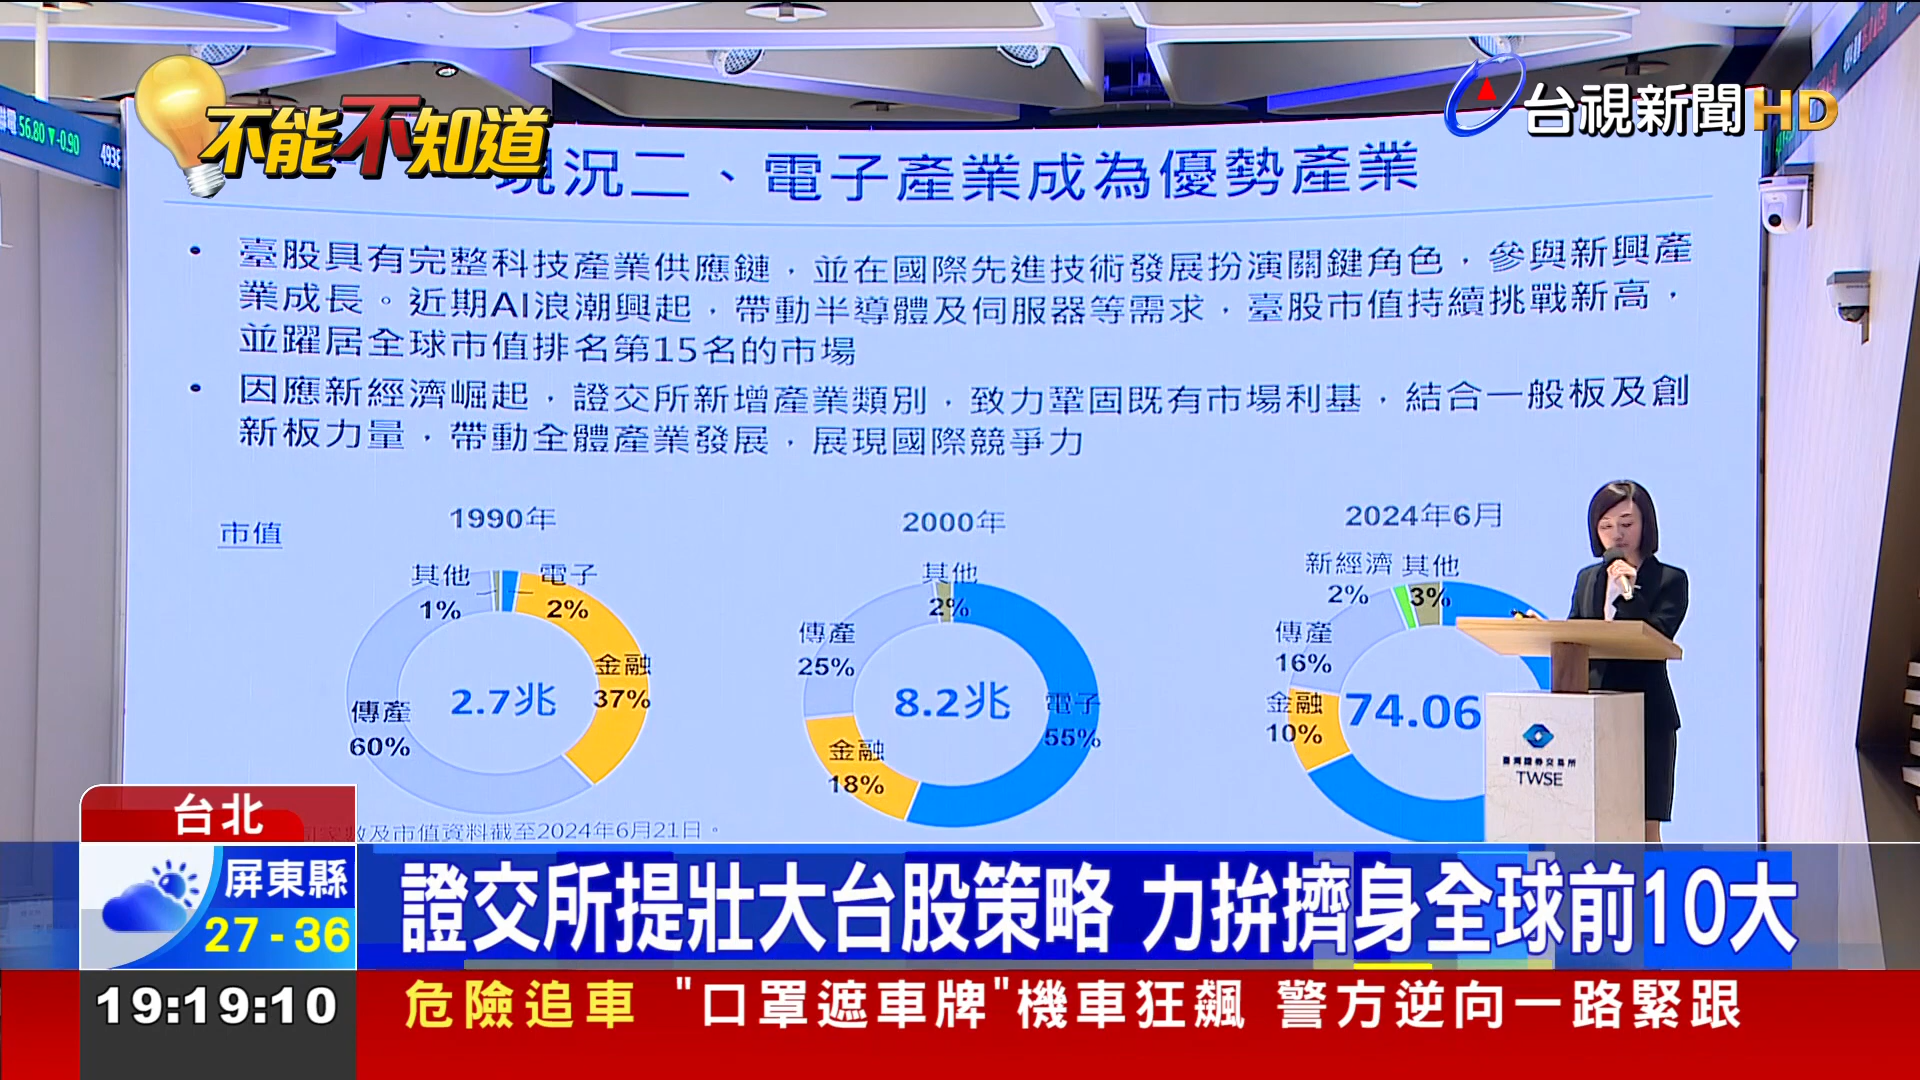 56.80▼-0.90
4938
不能不知道
台視新聞HD
現況二、電子產業成為優勢產業
• 臺股具有完整科技產業供應鏈，並在國際先進技術發展扮演關鍵角色，參與新興產
業成長。近期AI浪潮興起，帶動半導體及伺服器等需求，臺股市值持續挑戰新高，
並躍居全球市值排名第15名的市場
• 因應新經濟崛起，證交所新增產業類別，致力鞏固既有市場利基，結合一般板及創
新板力量，帶動全體產業發展，展現國際競爭力
市值
1990年
其他
1%
電子
2%
金融
37%
傳產
60%
2.7兆
2000年
其他
2%
傳產
25%
電子
55%
金融
18%
8.2兆
2024年6月
新經濟
2%
其他
3%
傳產
16%
金融
10%
74.06
數及市值資料截至2024年6月21日。
臺灣證券交易所
TWSE
台北
屏東縣
27-36
證交所提壯大台股策略 力拚擠身全球前10大
19:19:10
危險追車 "口罩遮車牌"機車狂飆 警方逆向一路緊跟